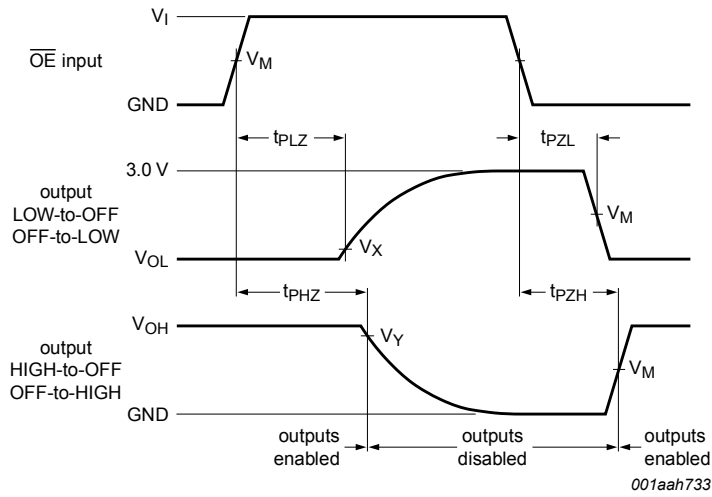 V_I
OE input
V_M
GND
t_PLZ
t_PZL
3.0 V
output
LOW-to-OFF
OFF-to-LOW
V_M
V_X
V_OL
t_PHZ
t_PZH
V_OH
V_Y
output
HIGH-to-OFF
OFF-to-HIGH
V_M
GND
outputs
enabled
outputs
disabled
outputs
enabled
001aah733